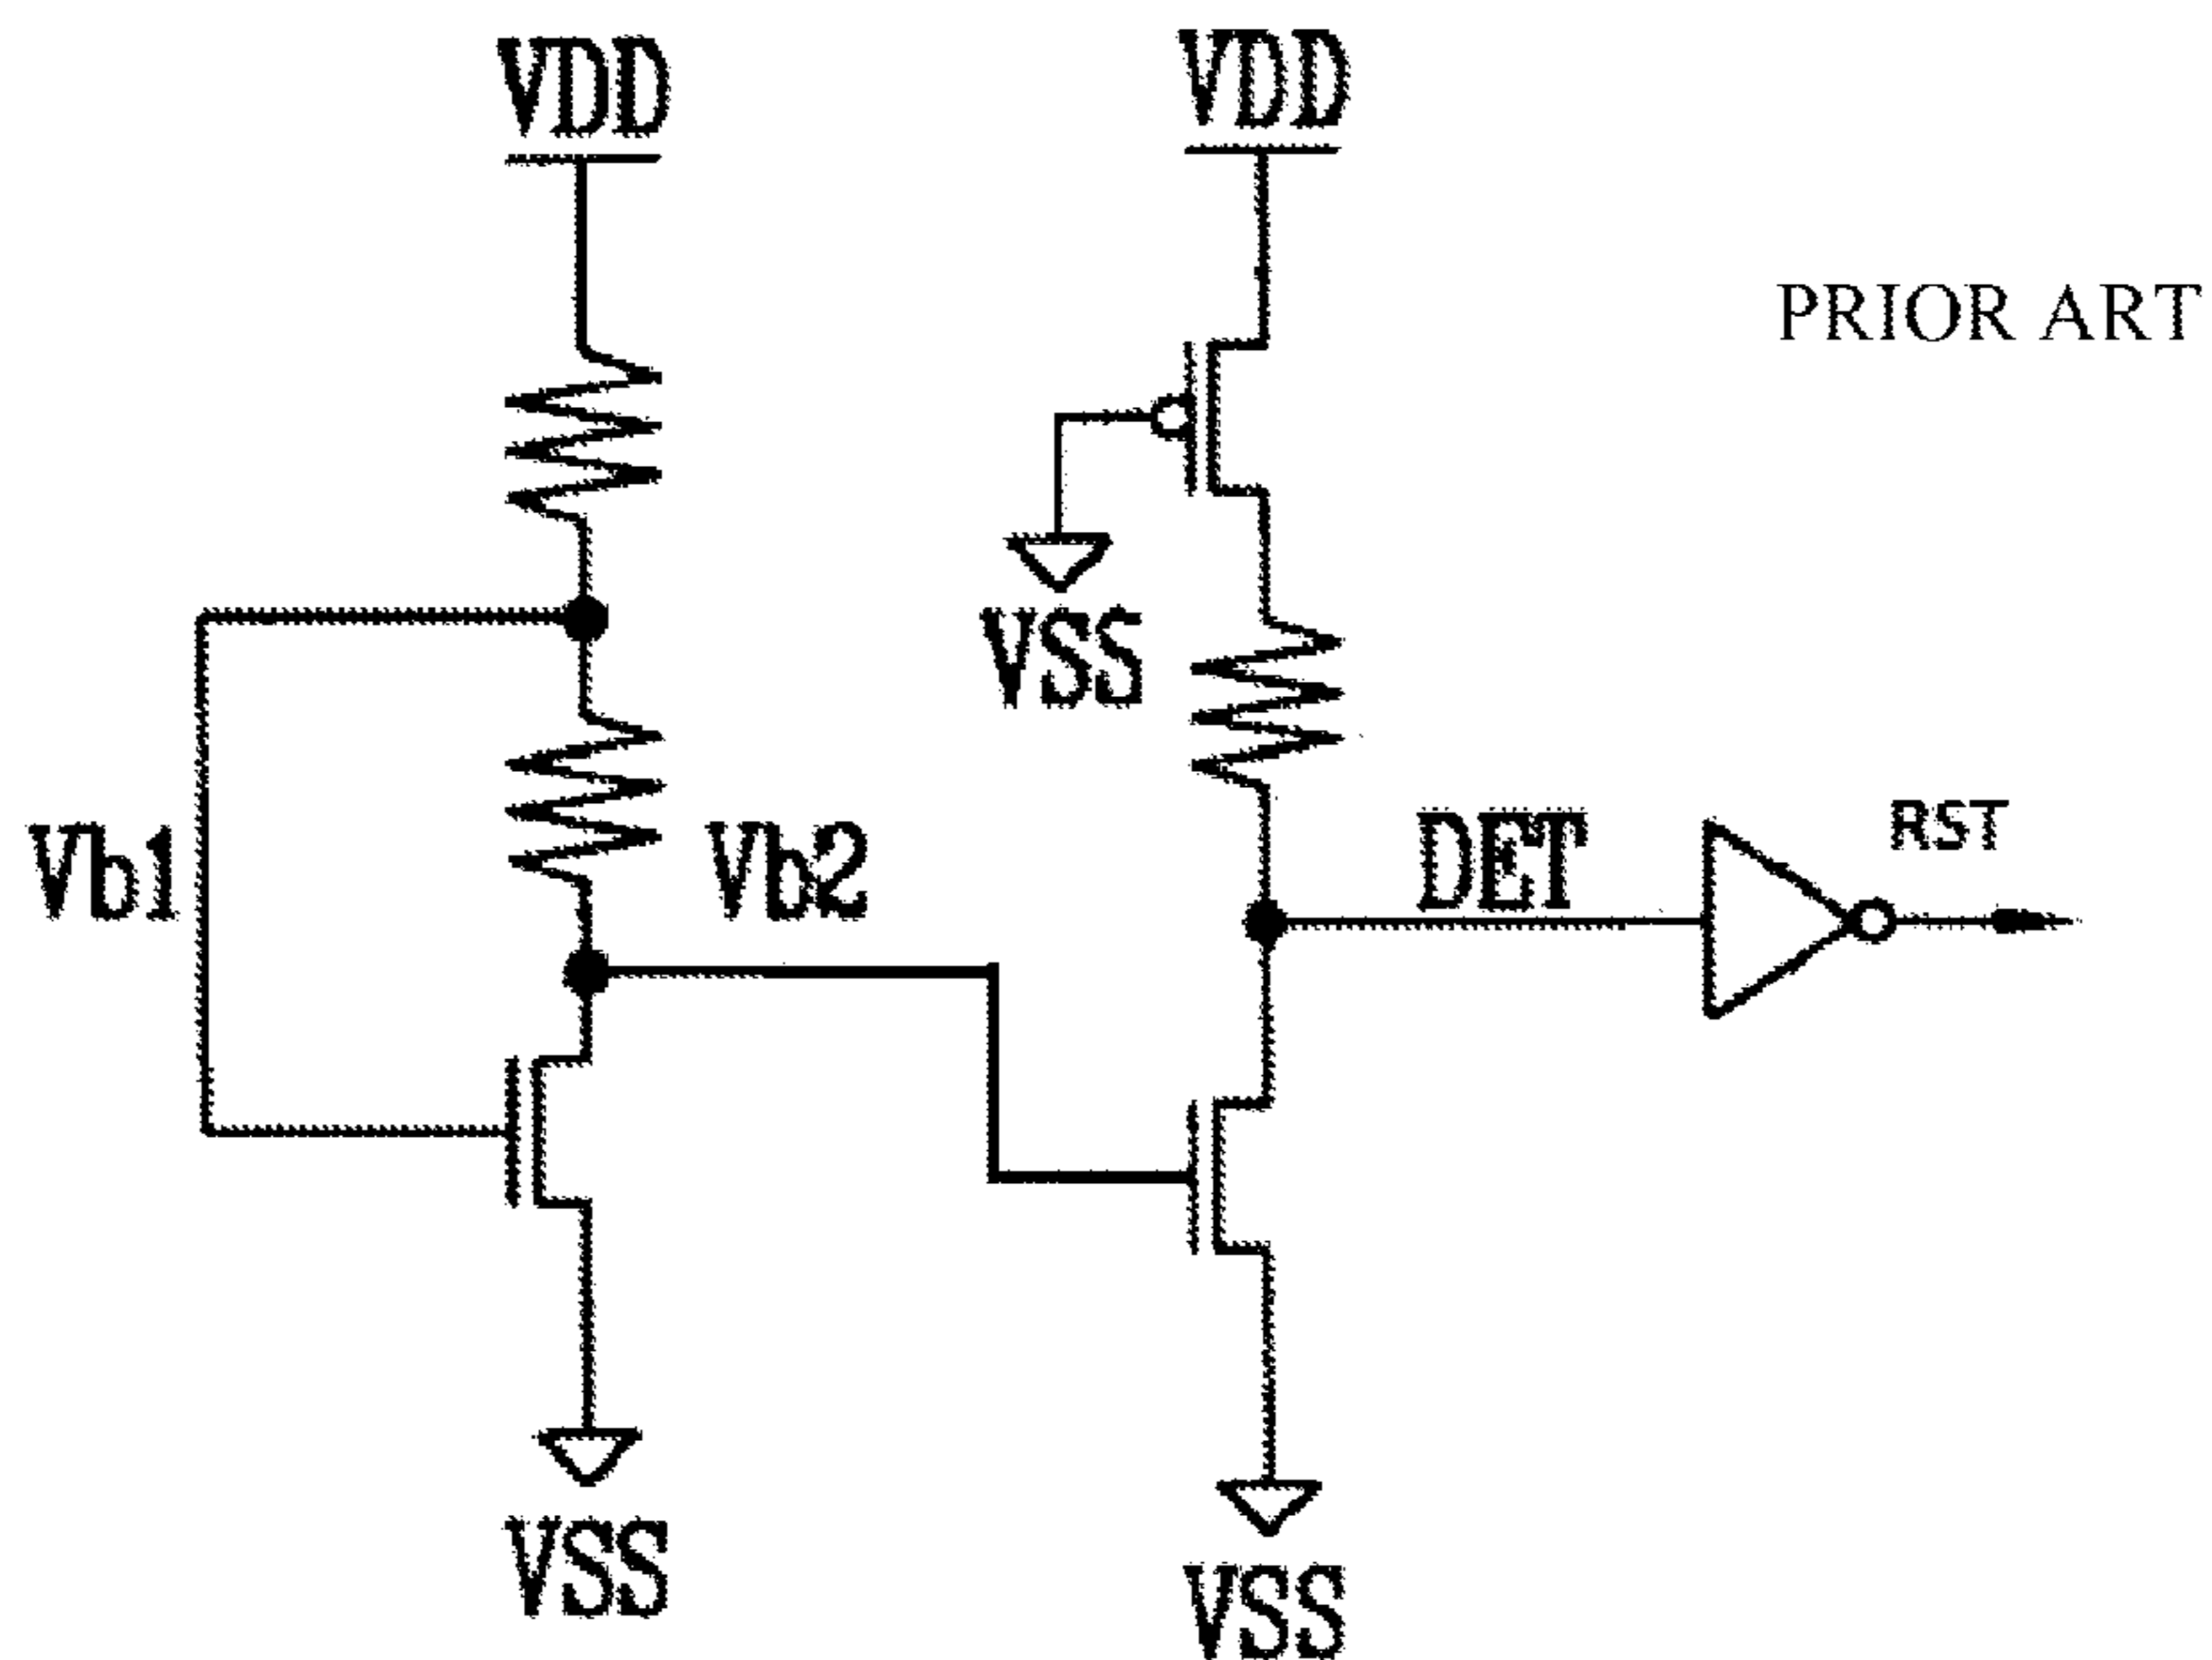 VDD
VDD
PRIOR ART
VSS
Vb1
Vb2
DET
RST
VSS
VSS